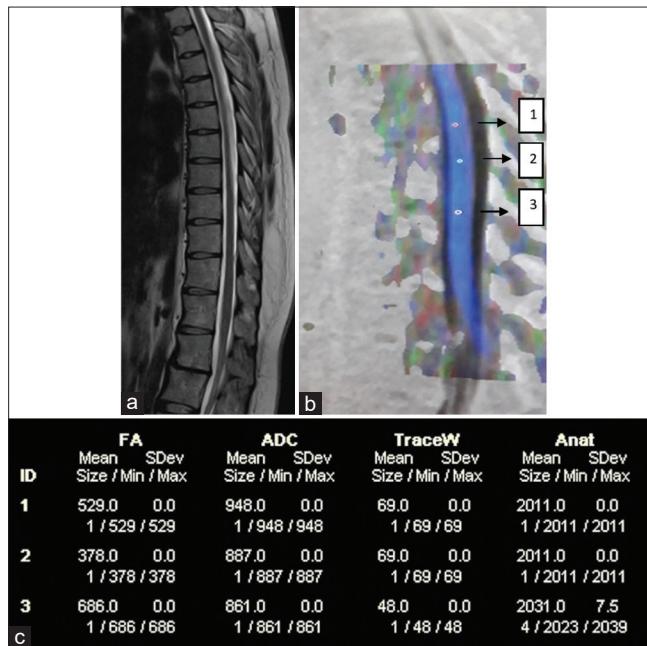 1
2
3
a
b
FA ADC TraceW Anat
Mean SDev Mean SDev Mean SDev Mean SDev
ID Size / Min / Max Size / Min / Max Size / Min / Max Size / Min / Max
1 529.0 0.0 948.0 0.0 69.0 0.0 2011.0 0.0
1 / 529 / 529 1 / 948 / 948 1 / 69 / 69 1 / 2011 / 2011
2 378.0 0.0 887.0 0.0 69.0 0.0 2011.0 0.0
1 / 378 / 378 1 / 887 / 887 1 / 69 / 69 1 / 2011 / 2011
3 686.0 0.0 861.0 0.0 48.0 0.0 2031.0 7.5
1 / 686 / 686 1 / 861 / 861 1 / 48 / 48 4 / 2023 / 2039
c